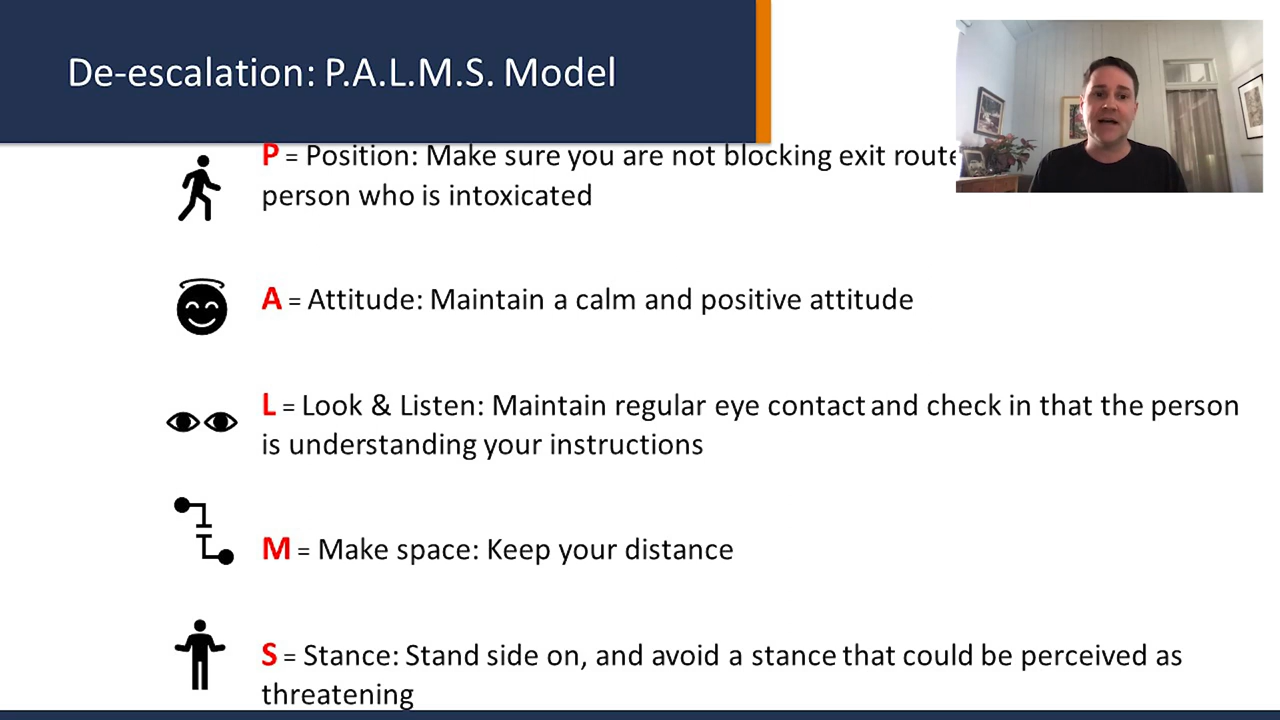 De-escalation: P.A.L.M.S. Model
P = Position: Make sure you are not blocking exit
person who is intoxicated
A = Attitude: Maintain a calm and positive attitude
L = Look & Listen: Maintain regular eye contact and check in that the person
is understanding your instructions
M = Make space: Keep your distance
S = Stance: Stand side on, and avoid a stance that could be perceived as
threatening